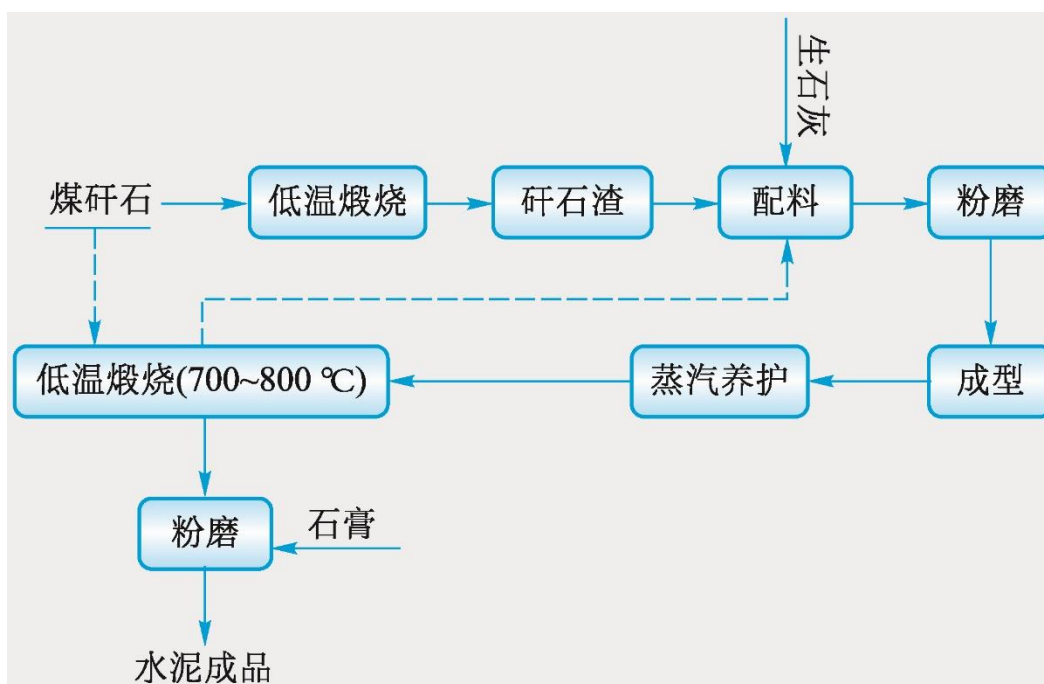 生石灰
煤矸石
低温煅烧
矸石渣
配料
粉磨
低温煅烧(700~800 ℃)
蒸汽养护
成型
粉磨
石膏
水泥成品